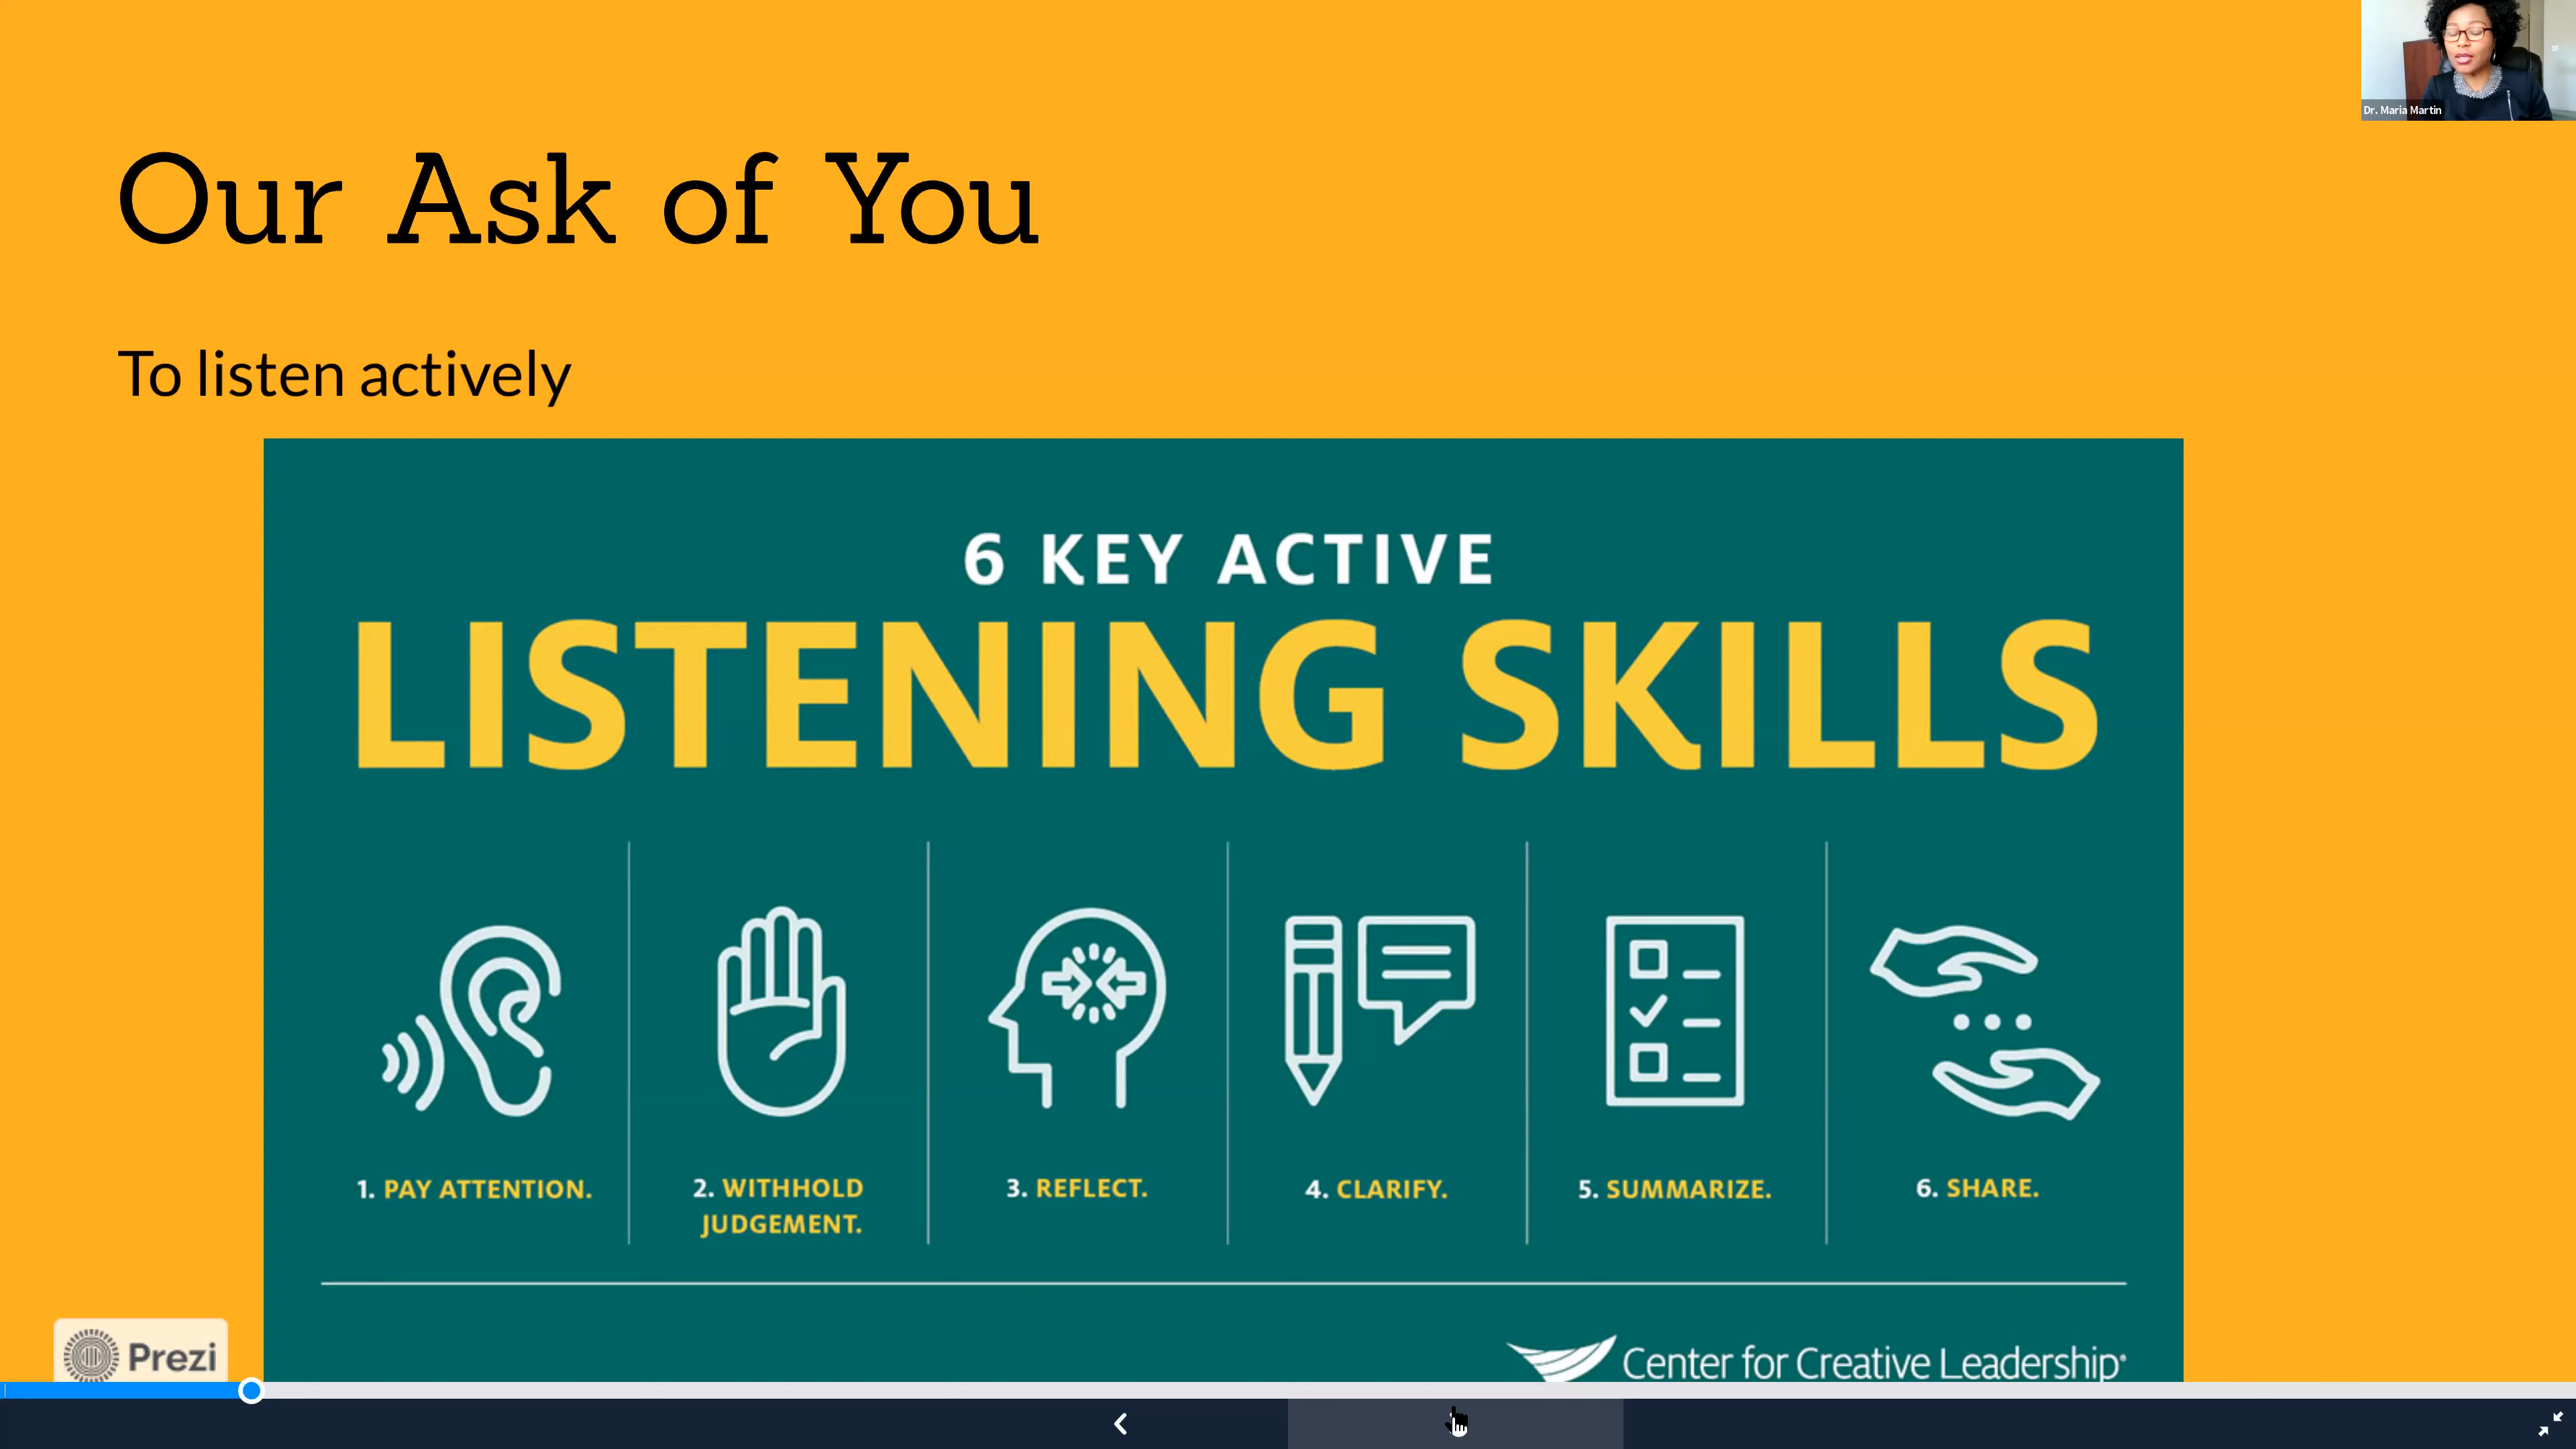 Dr. Maria Martin
Our Ask of You
To listen actively
6 KEY ACTIVE
LISTENING SKILLS
1. PAY ATTENTION.
2. WITHHOLD
JUDGEMENT.
3. REFLECT.
4. CLARIFY.
5. SUMMARIZE.
6. SHARE.
Prezi
Center for Creative Leadership®